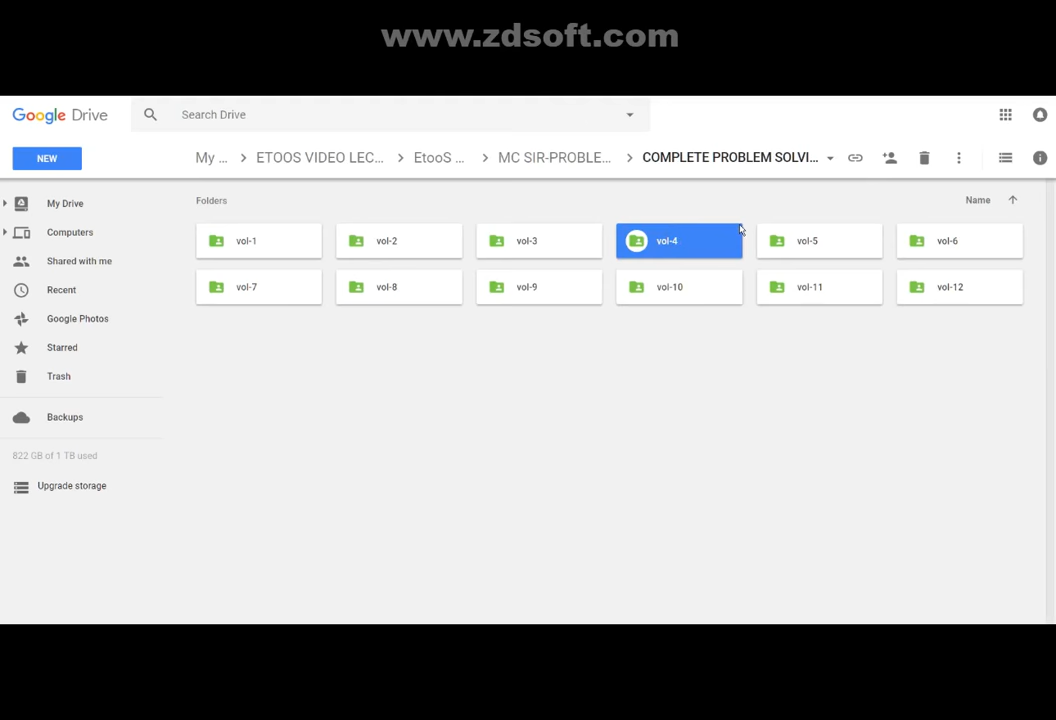 www.zdsoft.com
Google Drive
Search Drive
NEW
My ... > ETOOS VIDEO LEC... > EtooS ... > MC SIR-PROBLE... > COMPLETE PROBLEM SOLVI...
My Drive
Computers
Shared with me
Recent
Google Photos
Starred
Trash
Backups
822 GB of 1 TB used
Upgrade storage
Folders
Name
vol-1 vol-2 vol-3 vol-4 vol-5 vol-6
vol-7 vol-8 vol-9 vol-10 vol-11 vol-12